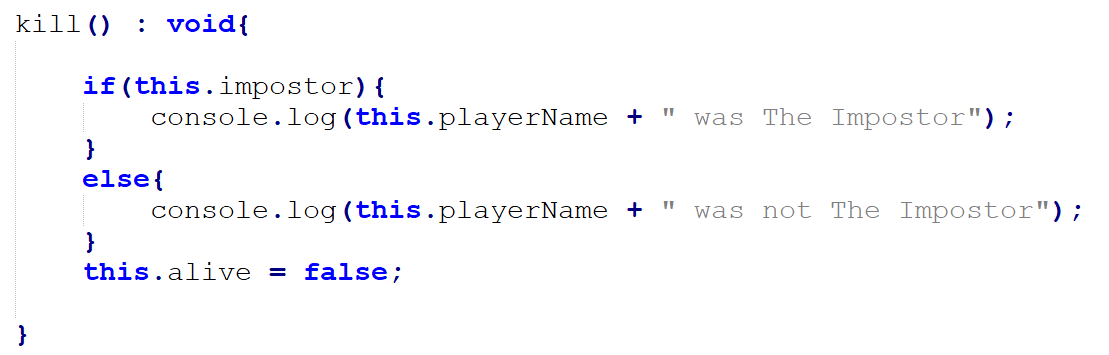 kill() : void{
if(this.impostor){
console.log(this.playerName + " was The Impostor");
}
else{
console.log(this.playerName + " was not The Impostor");
}
this.alive = false;
}